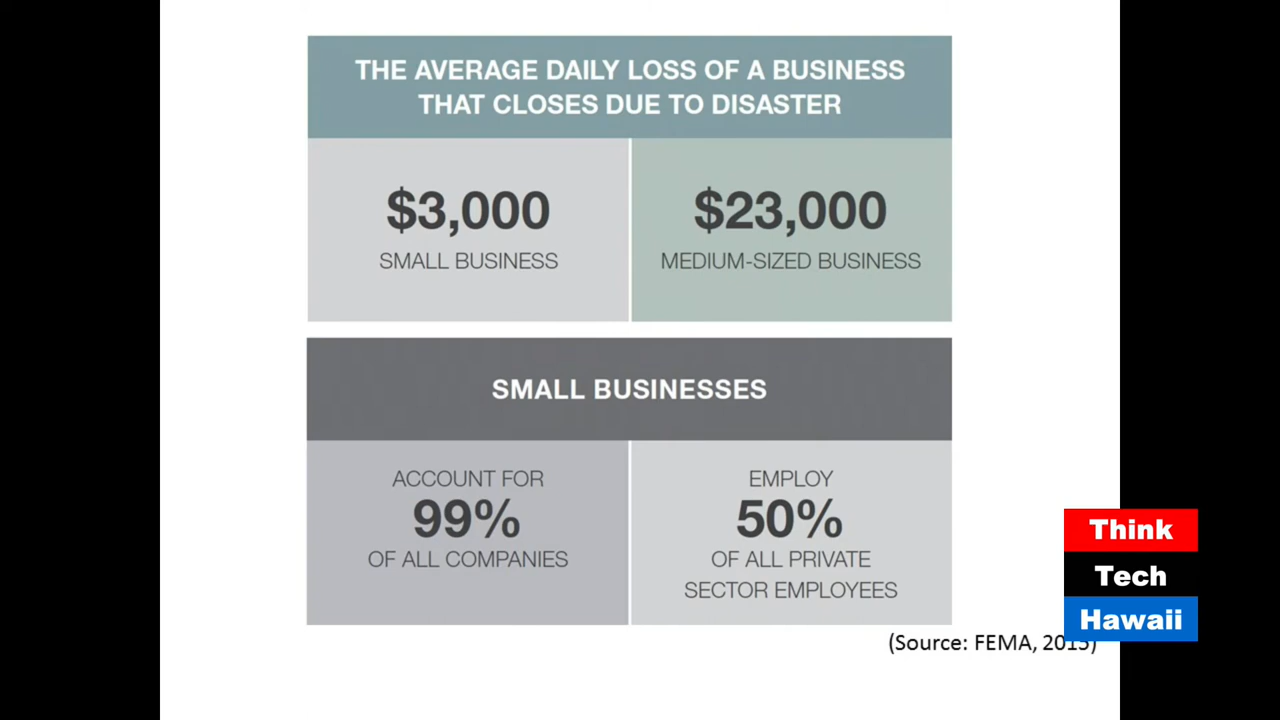 THE AVERAGE DAILY LOSS OF A BUSINESS
THAT CLOSES DUE TO DISASTER
$3,000
SMALL BUSINESS
$23,000
MEDIUM-SIZED BUSINESS
SMALL BUSINESSES
ACCOUNT FOR
99%
OF ALL COMPANIES
EMPLOY
50%
OF ALL PRIVATE
SECTOR EMPLOYEES
Think
Tech
Hawaii
(Source: FEMA,